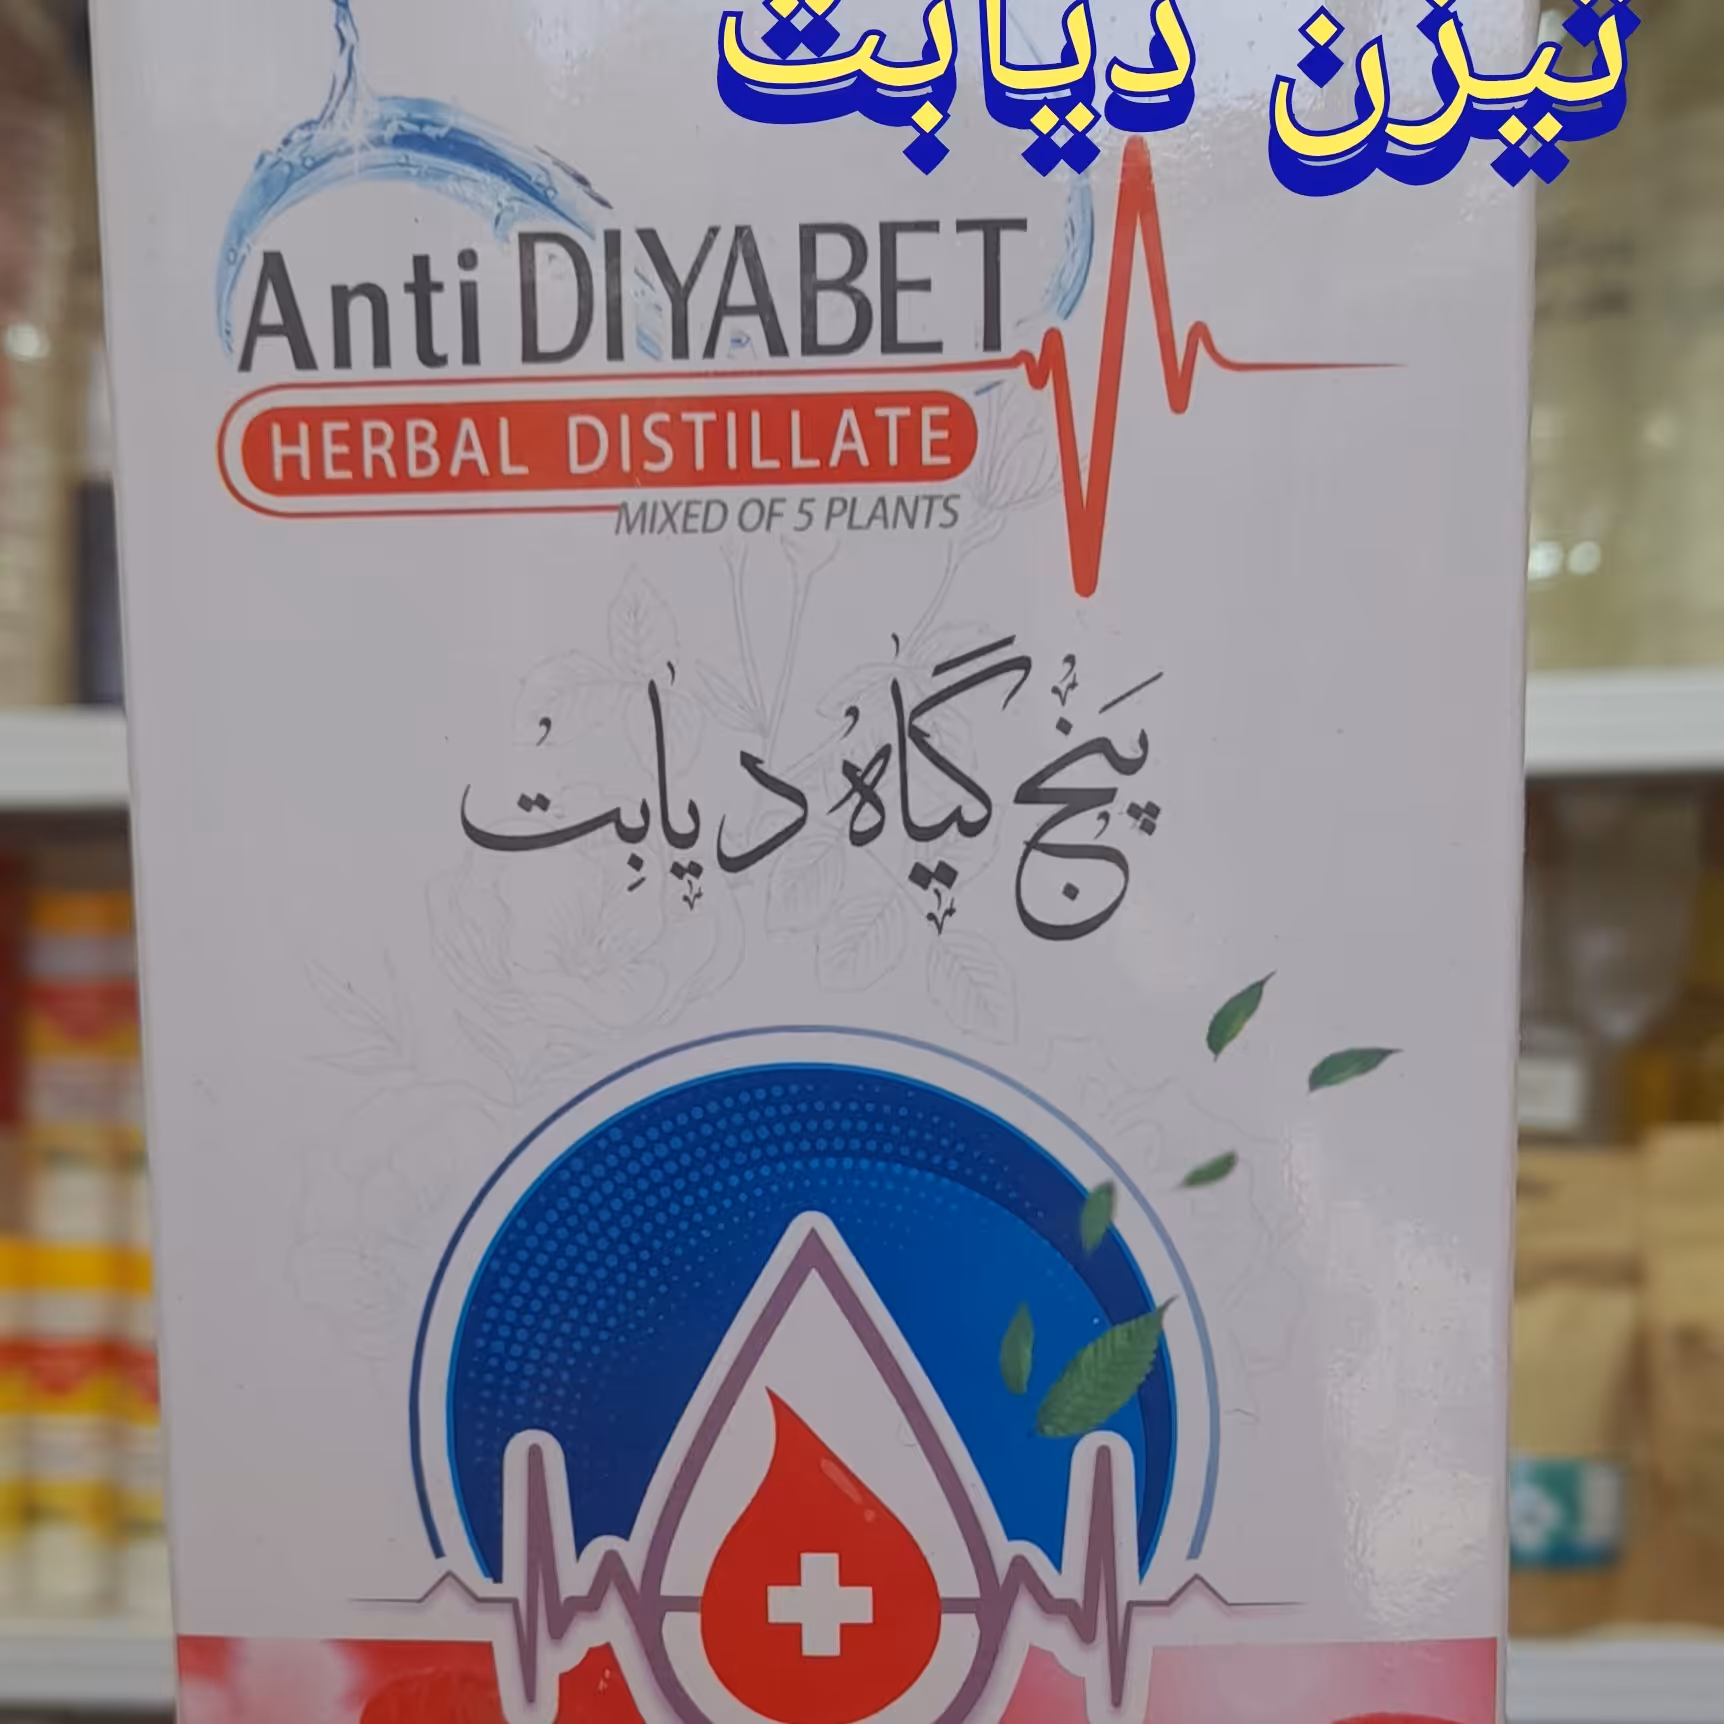 تیزن دیابت
Anti DIYABET
HERBAL DISTILLATE
MIXED OF 5 PLANTS
پنج گیاه دیابت